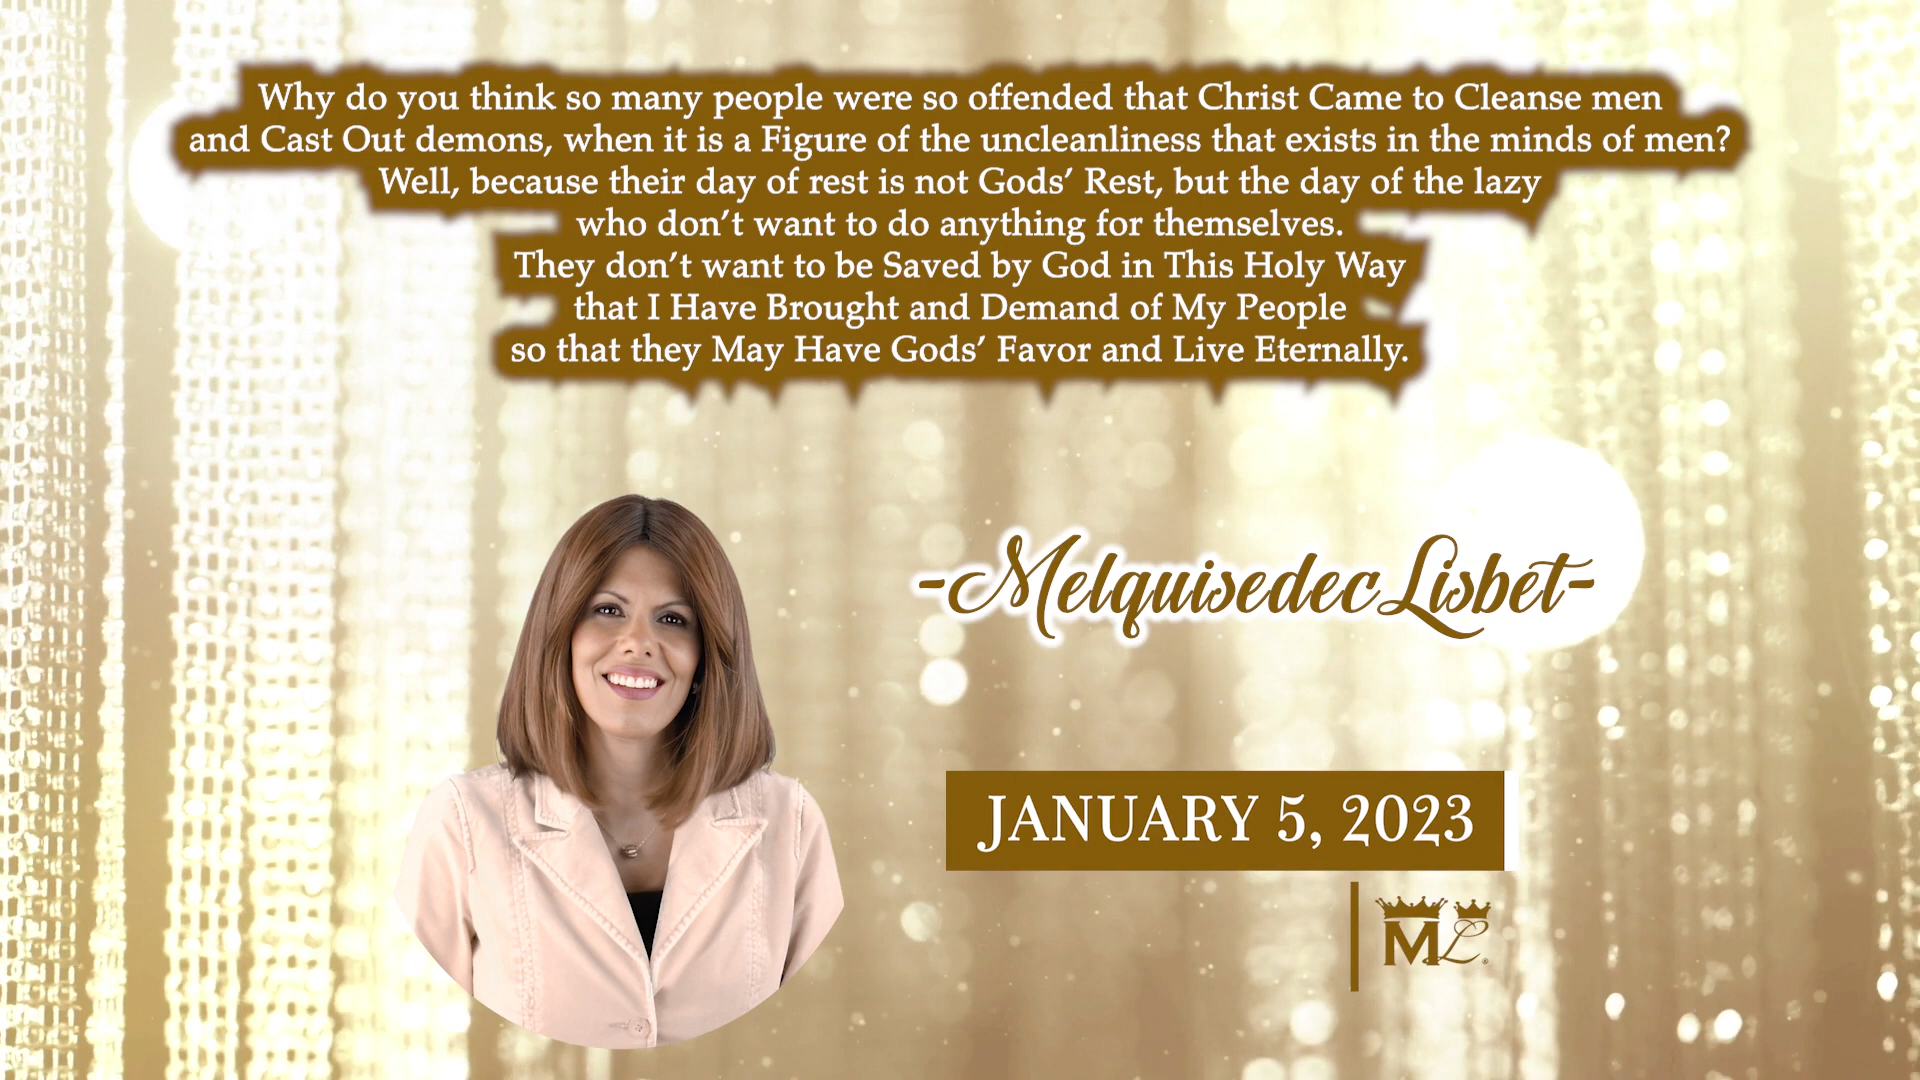 Why do you think so many people were so offended that Christ Came to Cleanse men
and Cast Out demons, when it is a Figure of the uncleanliness that exists in the minds of men?
Well, because their day of rest is not Gods’ Rest, but the day of the lazy
who don’t want to do anything for themselves.
They don’t want to be Saved by God in This Holy Way
that I Have Brought and Demand of My People
so that they May Have Gods’ Favor and Live Eternally.
-Melquisedec Lisbet-
JANUARY 5, 2023
ML®